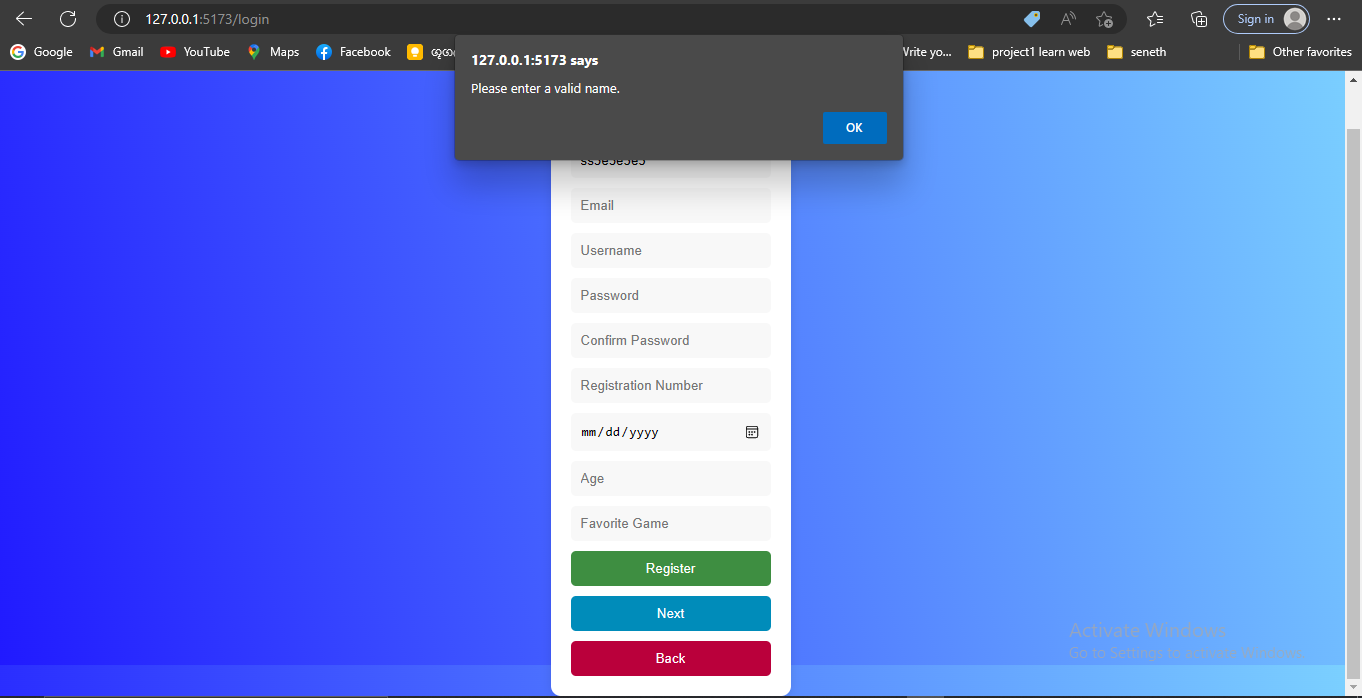 127.0.0.1:5173/login
Sign in
Google
Gmail
YouTube
Maps
Facebook
Write yo...
project1 learn web
seneth
Other favorites
127.0.0.1:5173 says
Please enter a valid name.
OK
ss5e5e5e5
Email
Username
Password
Confirm Password
Registration Number
mm/dd/yyyy
Age
Favorite Game
Register
Next
Back
Activate Windows
Go to Settings to activate Windows.